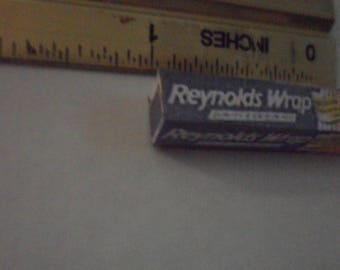 1 INCHES 0
Reynolds Wrap
Reynolds Wrap